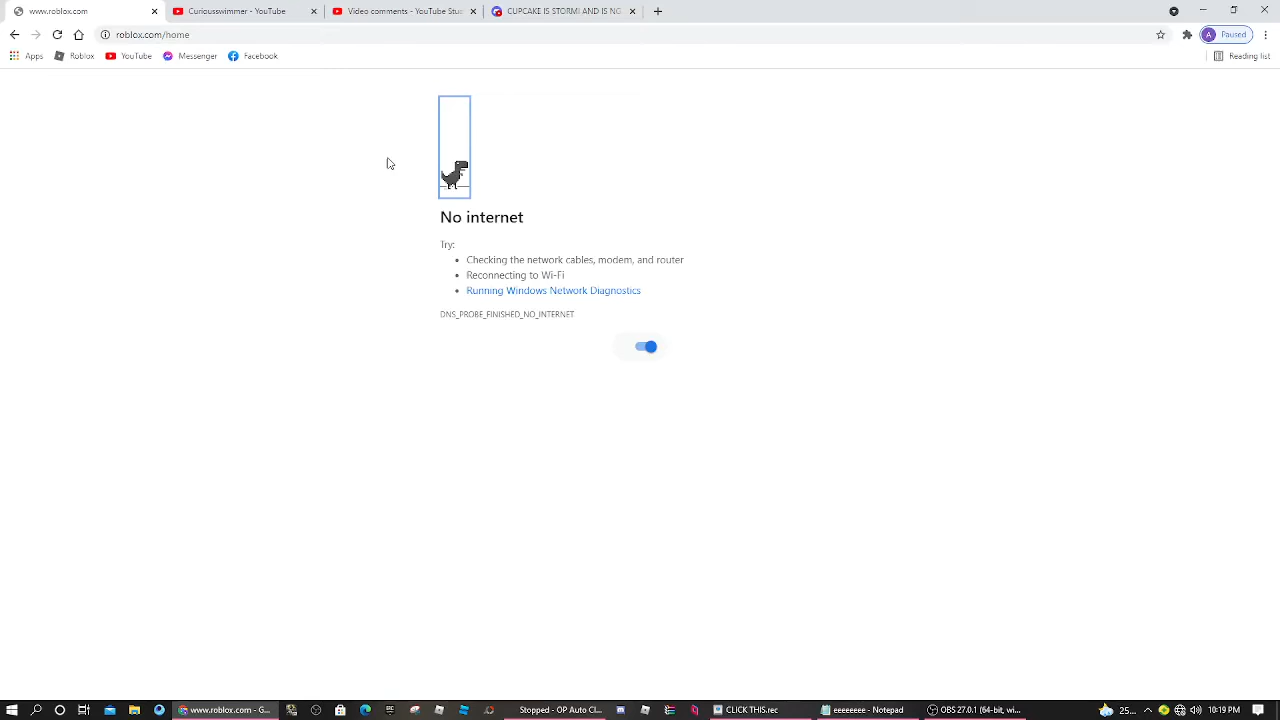 www.roblox.com
Curiousswimmer - YouTube
Video comments - YouTube Stu
CUPCAKE IS STORMI AND IS NG
roblox.com/home
A Paused
Apps
Roblox
YouTube
Messenger
Facebook
Reading list
No internet
Try:
Checking the network cables, modem, and router
Reconnecting to Wi-Fi
Running Windows Network Diagnostics
DNS_PROBE_FINISHED_NO_INTERNET
www.roblox.com - G...
Stopped - OP Auto Cl...
CLICK THIS.rec
eeeeeeee - Notepad
OBS 27.0.1 (64-bit, wi...
10:19 PM